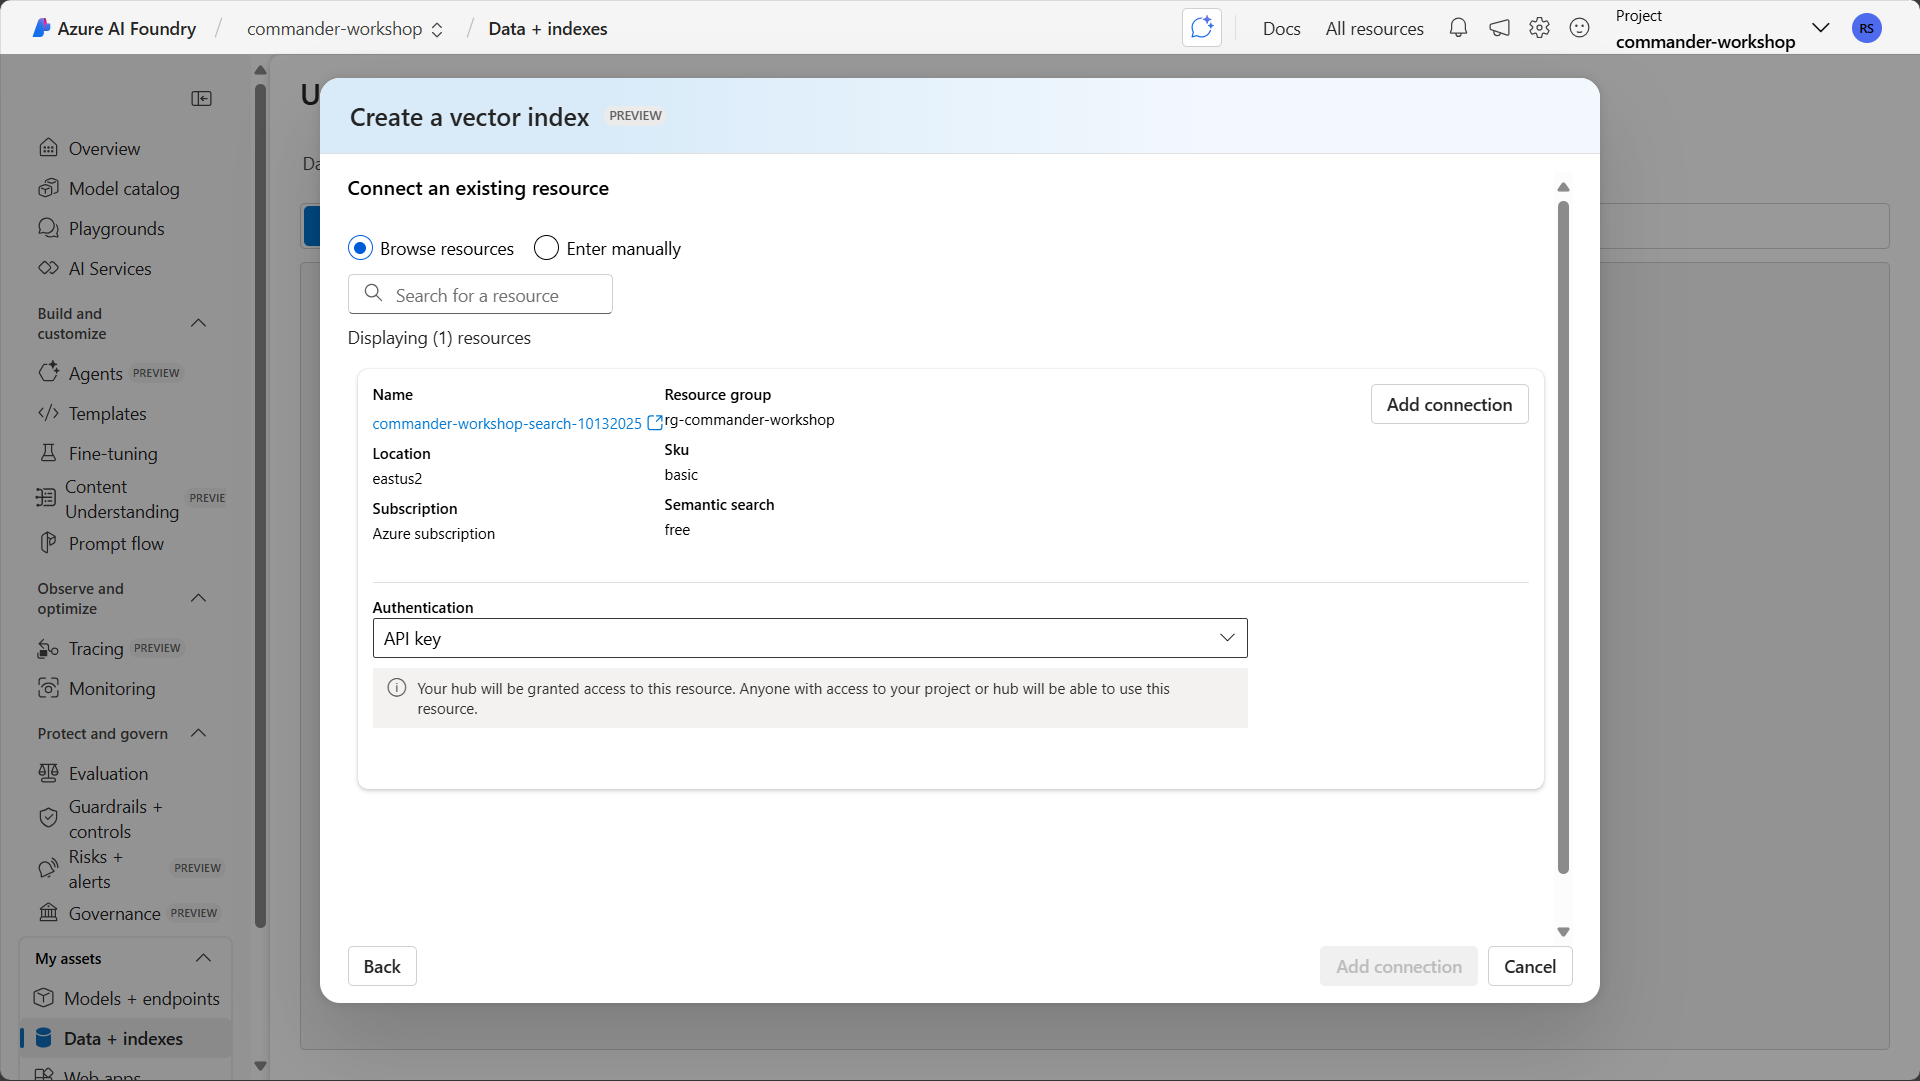 Azure AI Foundry / commander-workshop / Data + indexes
Docs
All resources
Project
commander-workshop
RS
Overview
Model catalog
Playgrounds
AI Services
Build and
customize
Agents PREVIEW
Templates
Fine-tuning
Content
Understanding PREVIE
Prompt flow
Observe and
optimize
Tracing PREVIEW
Monitoring
Protect and govern
Evaluation
Guardrails +
controls
Risks +
alerts PREVIEW
Governance PREVIEW
My assets
Models + endpoints
Data + indexes
Web apps
U
Da
Create a vector index PREVIEW
Connect an existing resource
Browse resources
Enter manually
Search for a resource
Displaying (1) resources
Name
commander-workshop-search-10132025
Location
eastus2
Subscription
Azure subscription
Resource group
rg-commander-workshop
Sku
basic
Semantic search
free
Add connection
Authentication
API key
Your hub will be granted access to this resource. Anyone with access to your project or hub will be able to use this
resource.
Back
Add connection
Cancel